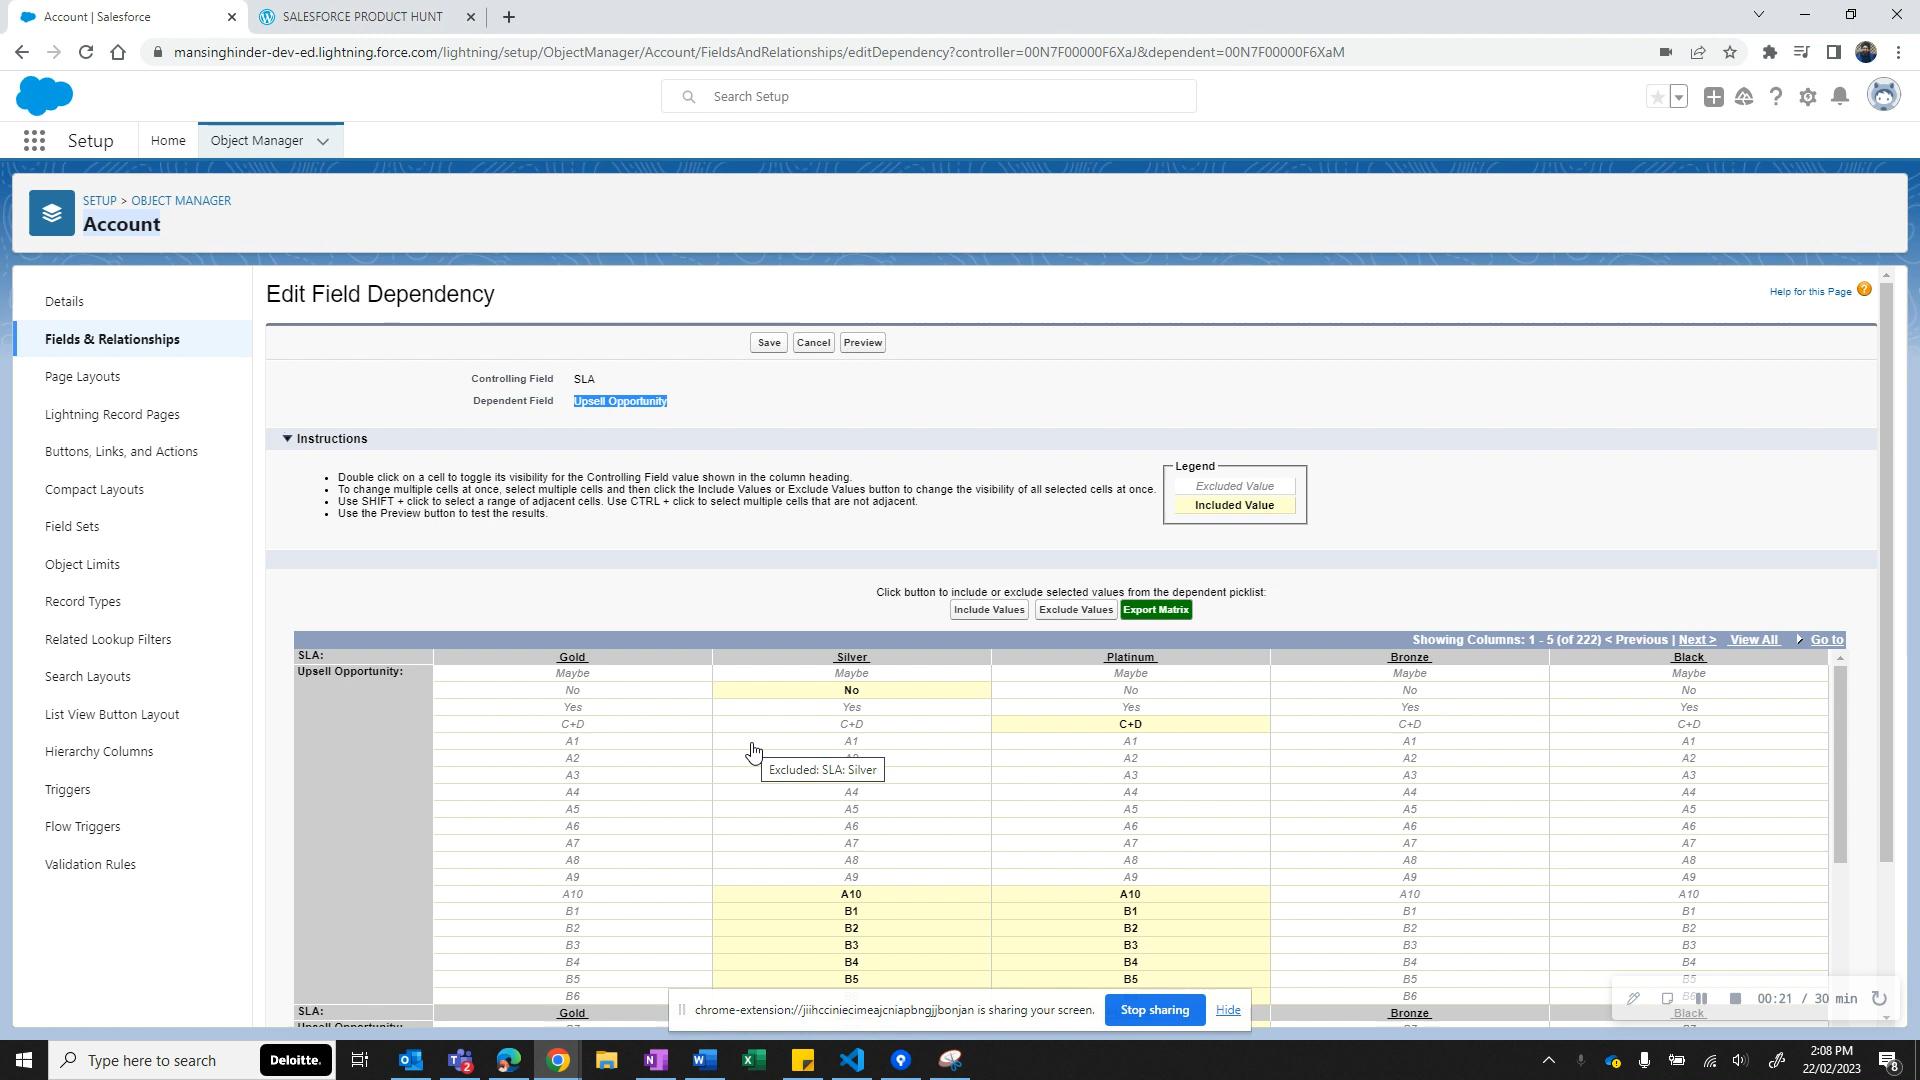 Account | Salesforce
SALESFORCE PRODUCT HUNT
mansinghinder-dev-ed.lightning.force.com/lightning/setup/ObjectManager/Account/FieldsAndRelationships/editDependency?controller=00N7F00000F6XaJ&dependent=00N7F00000F6XaM
Search Setup
Setup
Home
Object Manager
SETUP > OBJECT MANAGER
Account
Details
Fields & Relationships
Page Layouts
Lightning Record Pages
Buttons, Links, and Actions
Compact Layouts
Field Sets
Object Limits
Record Types
Related Lookup Filters
Search Layouts
List View Button Layout
Hierarchy Columns
Triggers
Flow Triggers
Validation Rules
Edit Field Dependency
Help for this Page
Save Cancel Preview
Controlling Field SLA
Dependent Field Upsell Opportunity
Instructions
• Double click on a cell to toggle its visibility for the Controlling Field value shown in the column heading.
• To change multiple cells at once, select multiple cells and then click the Include Values or Exclude Values button to change the visibility of all selected cells at once.
• Use SHIFT + click to select a range of adjacent cells. Use CTRL + click to select multiple cells that are not adjacent.
• Use the Preview button to test the results.
Legend
Excluded Value
Included Value
Click button to include or exclude selected values from the dependent picklist:
Include Values Exclude Values Export Matrix
Showing Columns: 1 - 5 (of 222) < Previous | Next > View All Go to
SLA: Gold Silver Platinum Bronze Black
Upsell Opportunity: Maybe Maybe Maybe Maybe Maybe
No No No No No
Yes Yes Yes Yes Yes
C+D C+D C+D C+D C+D
A1 A1 A1 A1 A1
A2 A2 A2 A2
A3 A3 A3 A3
Excluded: SLA: Silver
A4 A4 A4 A4 A4
A5 A5 A5 A5 A5
A6 A6 A6 A6 A6
A7 A7 A7 A7 A7
A8 A8 A8 A8 A8
A9 A9 A9 A9 A9
A10 A10 A10 A10 A10
B1 B1 B1 B1 B1
B2 B2 B2 B2 B2
B3 B3 B3 B3 B3
B4 B4 B4 B4 B4
B5 B5 B5 B5 B5
B6 B6 B6
SLA: Gold Bronze Black
chrome-extension://jiihcciniecimeajcniapbngjjbonjan is sharing your screen. Stop sharing Hide
00:21 / 30 min
Type here to search
Deloitte.
2
2:08 PM
22/02/2023
8